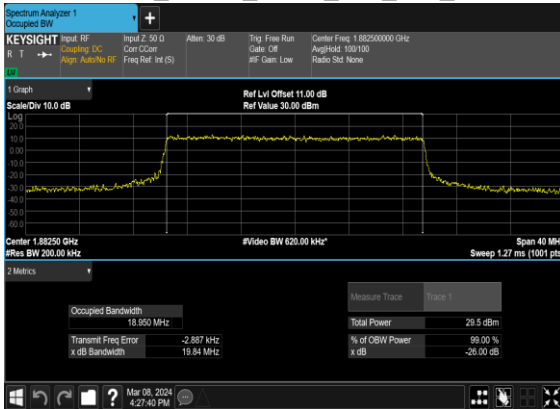 Spectrum Analyzer 1
Occupied BW
KEYSIGHT
R T
LW
Input: RF
Coupling: DC
Align: Auto/No RF
Input Z: 50 Ω
Corr CCorr
Freq Ref: Int (S)
Atten: 30 dB
Trig: Free Run
Gate: Off
#IF Gain: Low
Center Freq: 1.882500000 GHz
Avg|Hold: 100/100
Radio Std: None
1 Graph
Scale/Div 10.0 dB
Ref Lvl Offset 11.00 dB
Ref Value 30.00 dBm
Log
20.0
10.0
0.00
-10.0
-20.0
-30.0
-40.0
-50.0
-60.0
Center 1.88250 GHz
#Res BW 200.00 kHz
#Video BW 620.00 kHz*
Span 40 MH
Sweep 1.27 ms (1001 pts
2 Metrics
Measure Trace Trace 1
Occupied Bandwidth
18.950 MHz
Total Power 29.5 dBm
Transmit Freq Error -2.887 kHz
% of OBW Power 99.00 %
x dB Bandwidth 19.84 MHz
x dB -26.00 dB
?
Mar 08, 2024
4:27:40 PM